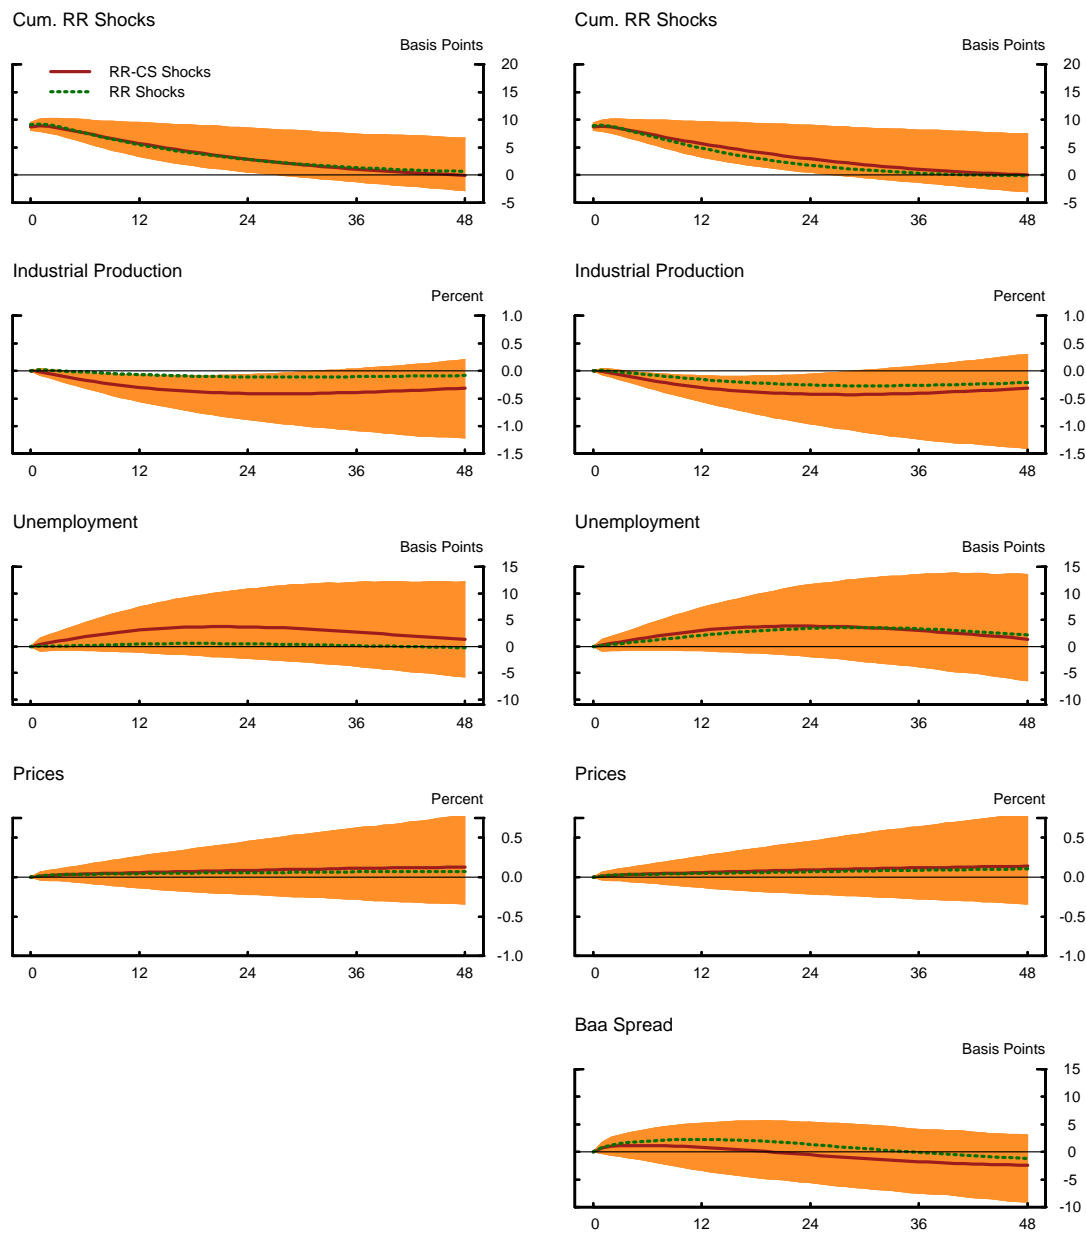 Cum. RR Shocks
Basis Points
RR-CS Shocks
RR Shocks
20
15
10
5
0
-5
0 12 24 36 48
Cum. RR Shocks
Basis Points
20
15
10
5
0
-5
0 12 24 36 48
Industrial Production
Percent
1.0
0.5
0.0
-0.5
-1.0
-1.5
0 12 24 36 48
Industrial Production
Percent
1.0
0.5
0.0
-0.5
-1.0
-1.5
0 12 24 36 48
Unemployment
Basis Points
15
10
5
0
-5
-10
0 12 24 36 48
Unemployment
Basis Points
15
10
5
0
-5
-10
0 12 24 36 48
Prices
Percent
0.5
0.0
-0.5
-1.0
0 12 24 36 48
Prices
Percent
0.5
0.0
-0.5
-1.0
0 12 24 36 48
Baa Spread
Basis Points
15
10
5
0
-5
-10
0 12 24 36 48